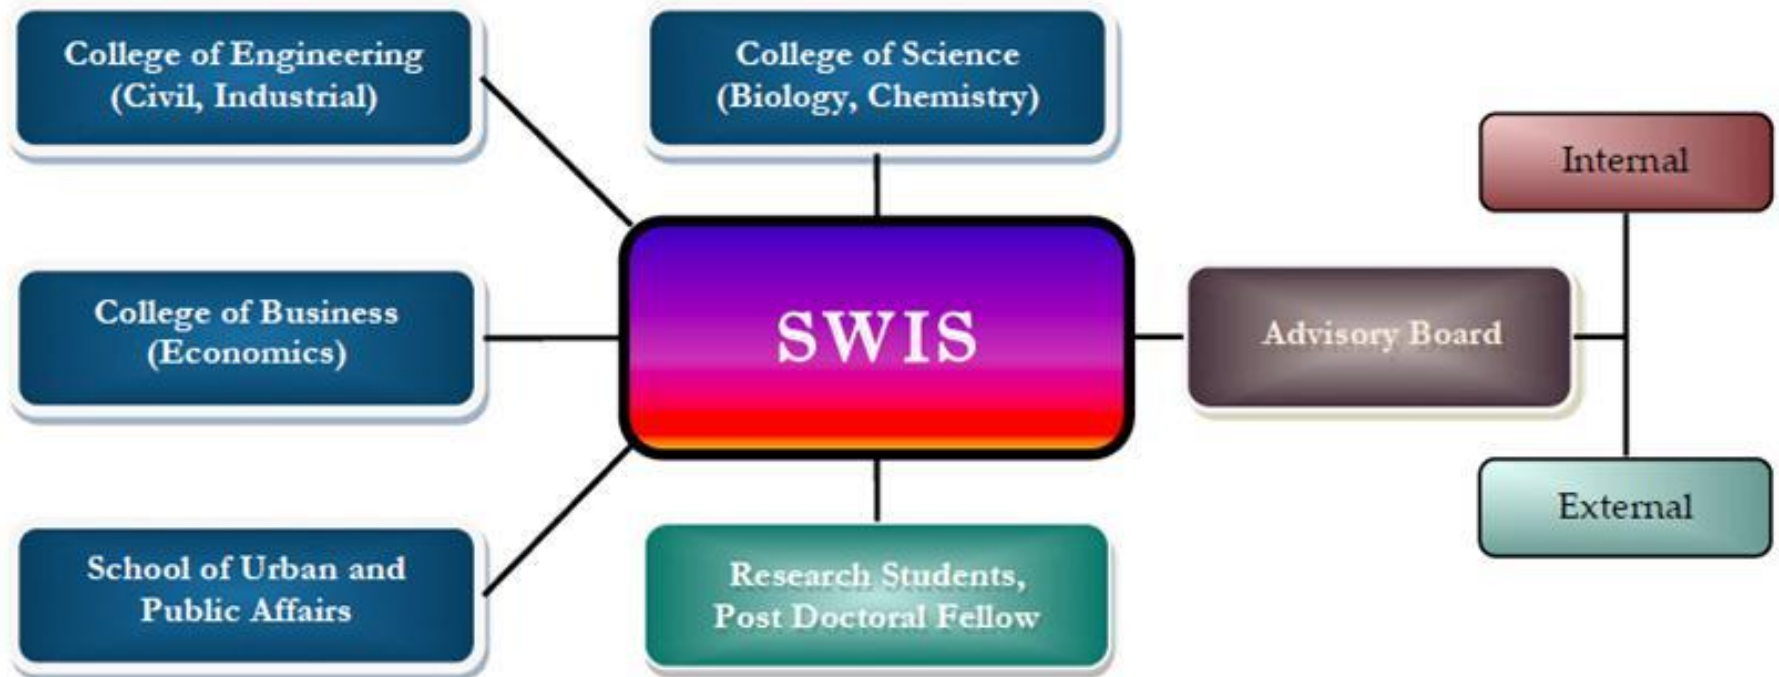 College of Engineering
(Civil, Industrial)
College of Science
(Biology, Chemistry)
Internal
College of Business
(Economics)
SWIS
Advisory Board
External
School of Urban and
Public Affairs
Research Students,
Post Doctoral Fellow